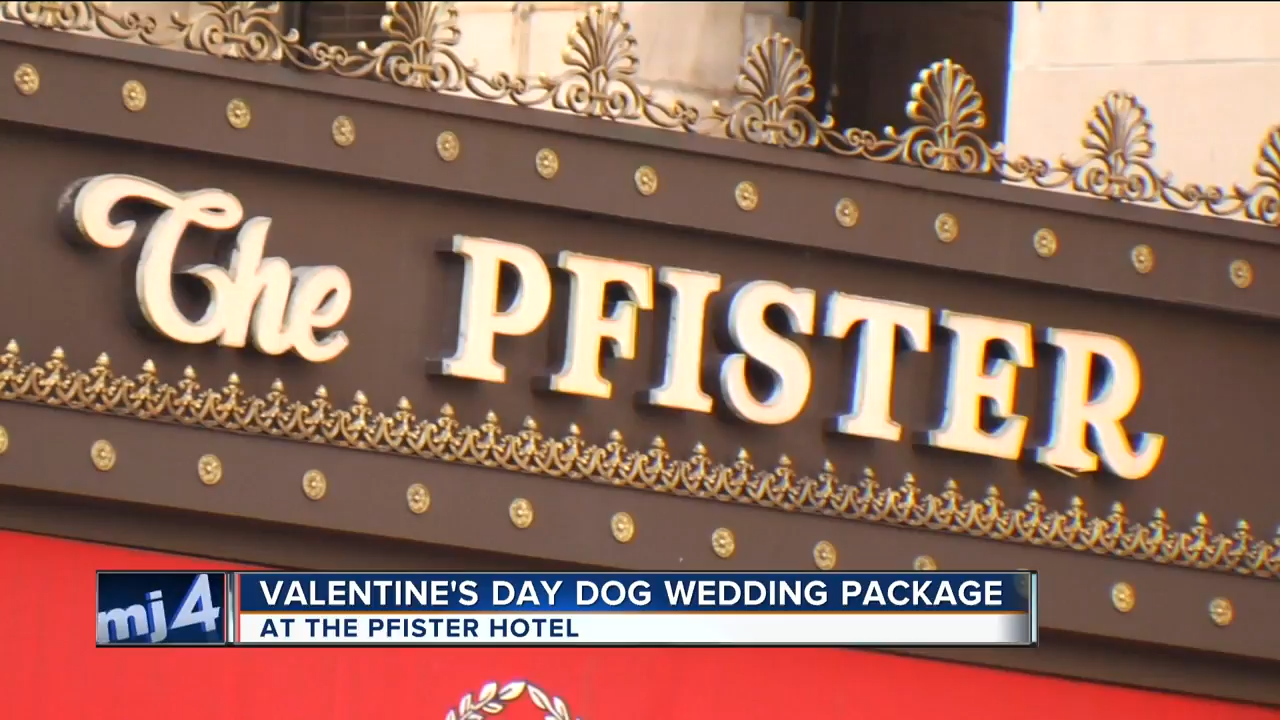 The PFISTER
mj4
VALENTINE'S DAY DOG WEDDING PACKAGE
AT THE PFISTER HOTEL